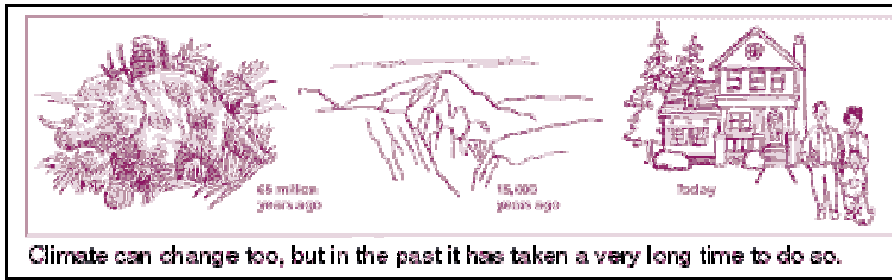 65 million
years ago
15,000
years ago
Today
Climate can change too, but in the past it has taken a very long time to do so.